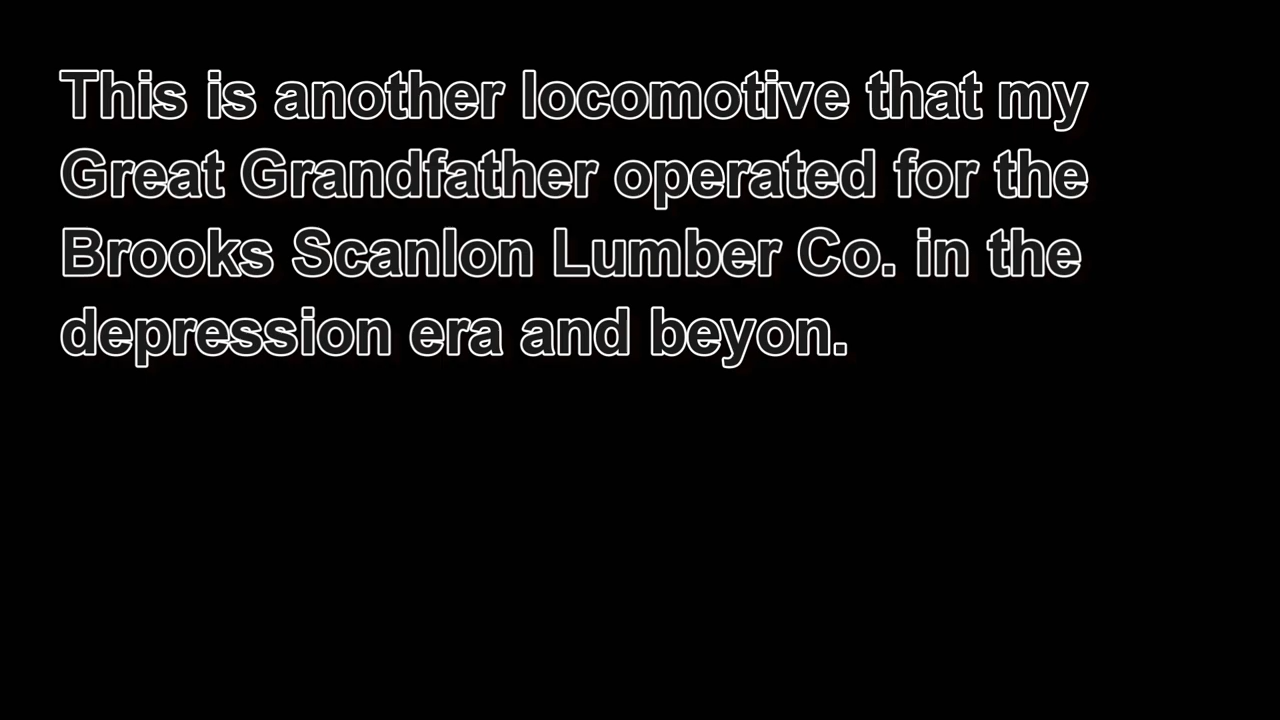 This is another locomotive that my
Great Grandfather operated for the
Brooks Scanlon Lumber Co. in the
depression era and beyon.